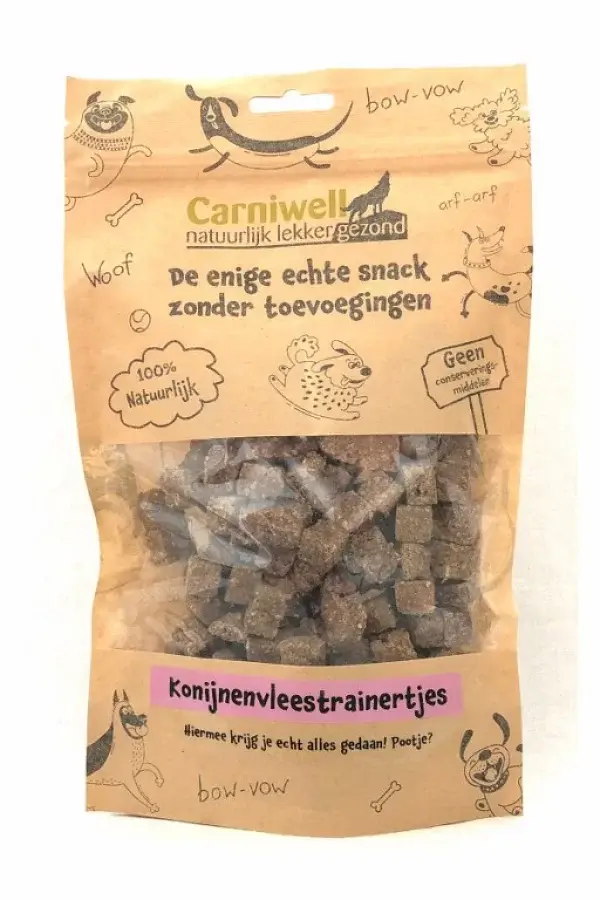 bow-vow
Carniwell
natuurlijk lekker gezond
arf-arf
Woof
De enige echte snack
zonder toevoegingen
100%
Natuurlijk
Geen
conserverings-
middelen
Konijnenvleestrainertjes
Hiermee krijg je echt alles gedaan! Pootje?
bow-vow